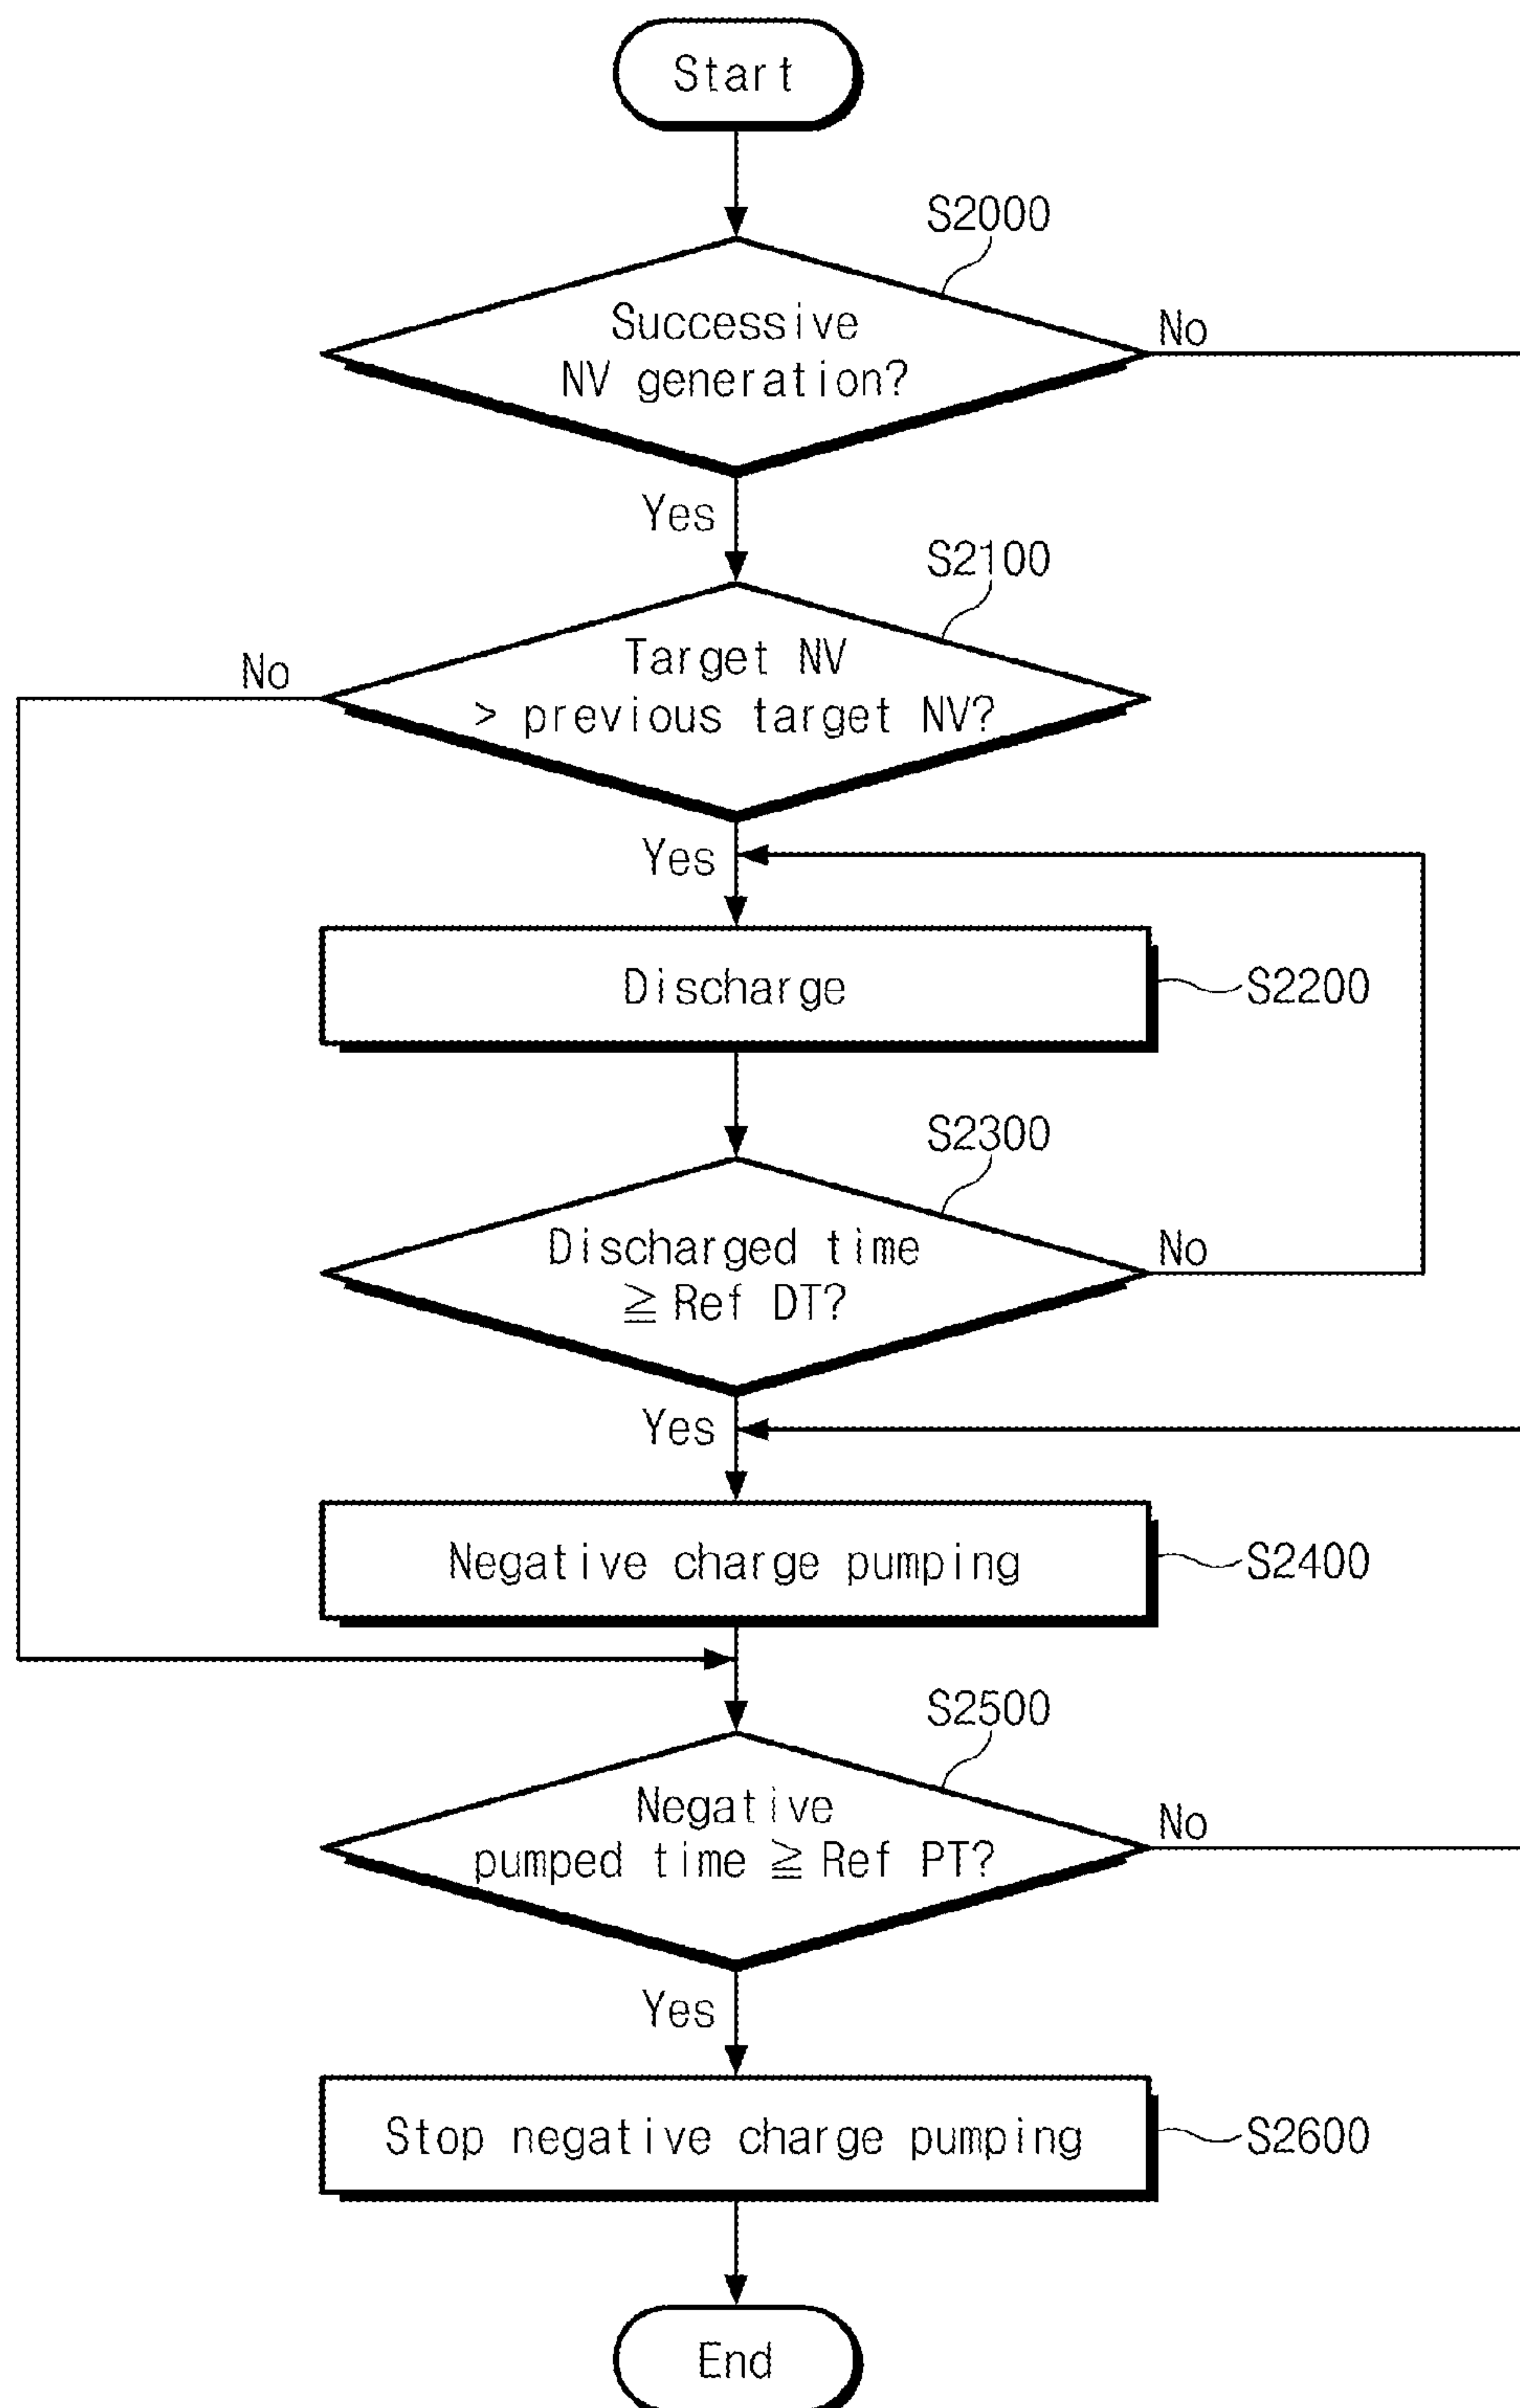 Start
S2000
Successive
NV generation?
No
Yes
S2100
Target NV
> previous target NV?
No
Yes
Discharge
S2200
S2300
Discharged time
≧ Ref DT?
No
Yes
Negative charge pumping
S2400
S2500
Negative
pumped time ≧ Ref PT?
No
Yes
Stop negative charge pumping
S2600
End